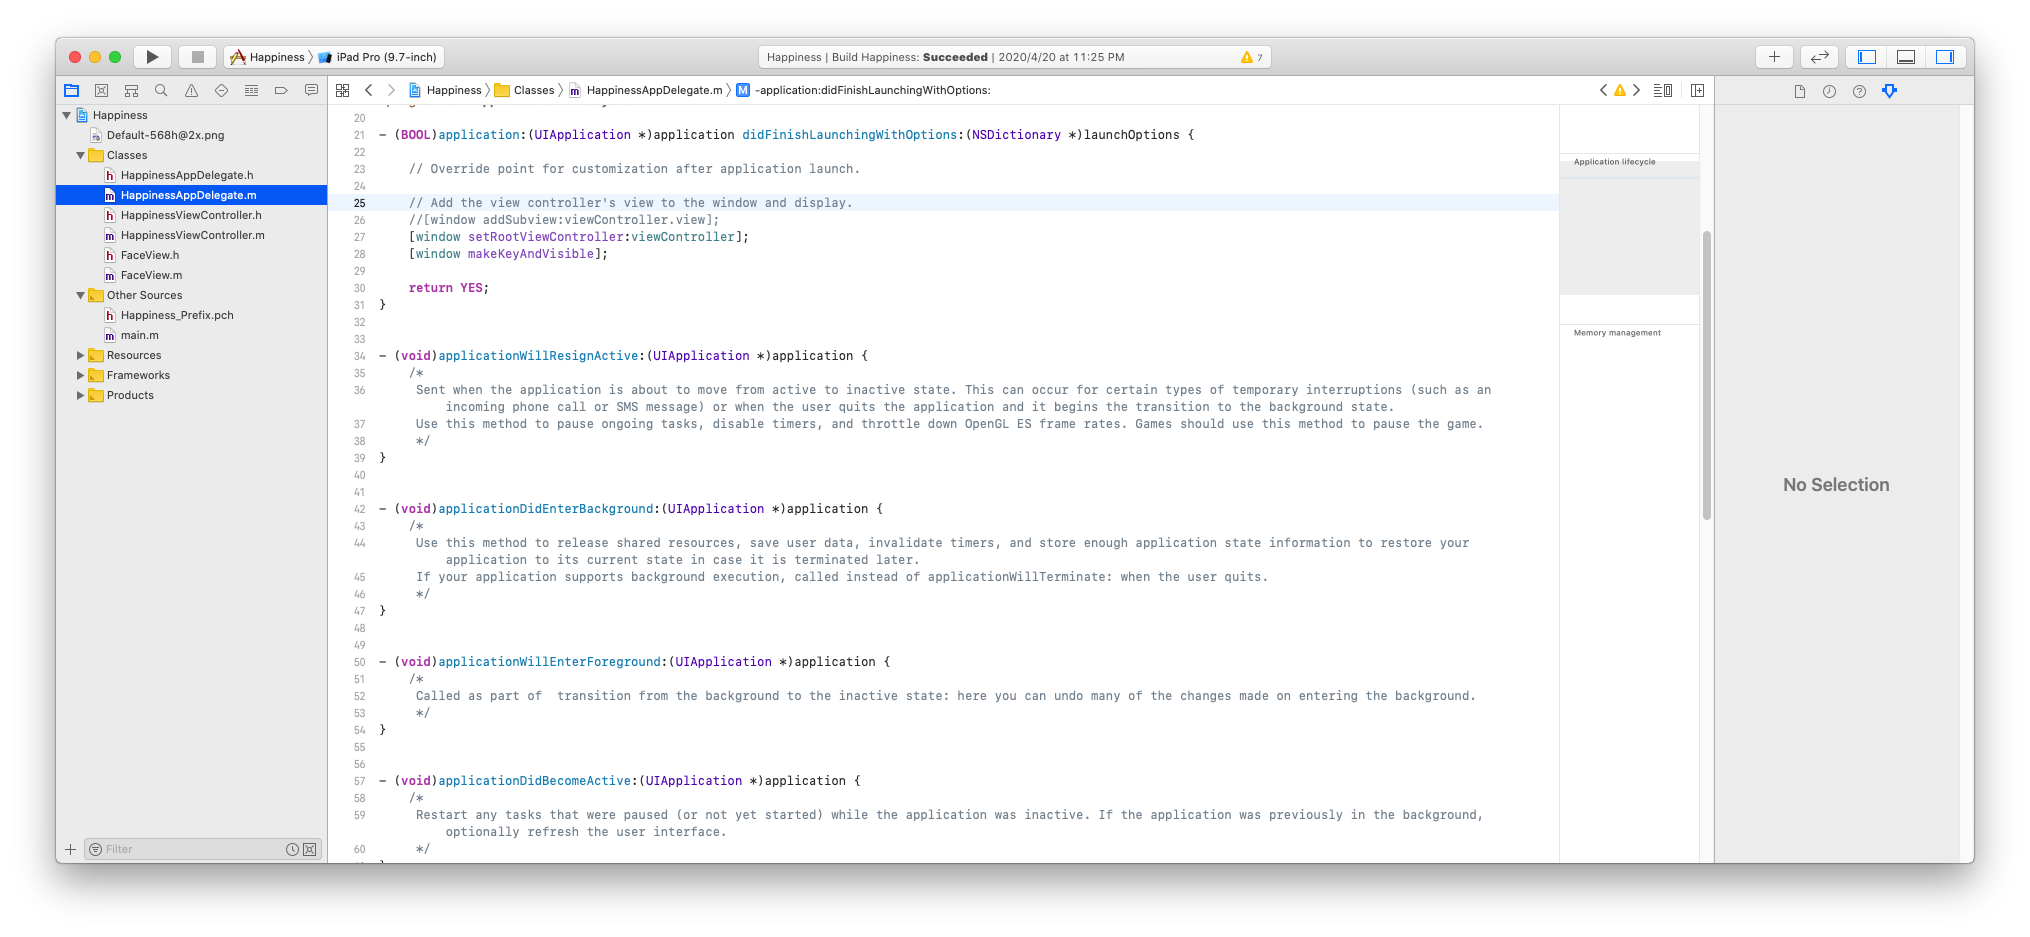 Happiness 〉 iPad Pro (9.7-inch)
Happiness | Build Happiness: Succeeded | 2020/4/20 at 11:25 PM
7
Happiness 〉 Classes 〉 HappinessAppDelegate.m 〉 M -application:didFinishLaunchingWithOptions:
Happiness
Default-568h@2x.png
Classes
h HappinessAppDelegate.h
m HappinessAppDelegate.m
h HappinessViewController.h
m HappinessViewController.m
h FaceView.h
m FaceView.m
Other Sources
h Happiness_Prefix.pch
m main.m
Resources
Frameworks
Products
Filter
20
21 - (BOOL)application:(UIApplication *)application didFinishLaunchingWithOptions:(NSDictionary *)launchOptions {
22
23 // Override point for customization after application launch.
24
25 // Add the view controller's view to the window and display.
26 //[window addSubview:viewController.view];
27 [window setRootViewController:viewController];
28 [window makeKeyAndVisible];
29
30 return YES;
31 }
32
33
34 - (void)applicationWillResignActive:(UIApplication *)application {
35 /*
36 Sent when the application is about to move from active to inactive state. This can occur for certain types of temporary interruptions (such as an
incoming phone call or SMS message) or when the user quits the application and it begins the transition to the background state.
37 Use this method to pause ongoing tasks, disable timers, and throttle down OpenGL ES frame rates. Games should use this method to pause the game.
38 */
39 }
40
41
42 - (void)applicationDidEnterBackground:(UIApplication *)application {
43 /*
44 Use this method to release shared resources, save user data, invalidate timers, and store enough application state information to restore your
application to its current state in case it is terminated later.
45 If your application supports background execution, called instead of applicationWillTerminate: when the user quits.
46 */
47 }
48
49
50 - (void)applicationWillEnterForeground:(UIApplication *)application {
51 /*
52 Called as part of  transition from the background to the inactive state: here you can undo many of the changes made on entering the background.
53 */
54 }
55
56
57 - (void)applicationDidBecomeActive:(UIApplication *)application {
58 /*
59 Restart any tasks that were paused (or not yet started) while the application was inactive. If the application was previously in the background,
optionally refresh the user interface.
60 */
Application lifecycle
Memory management
No Selection